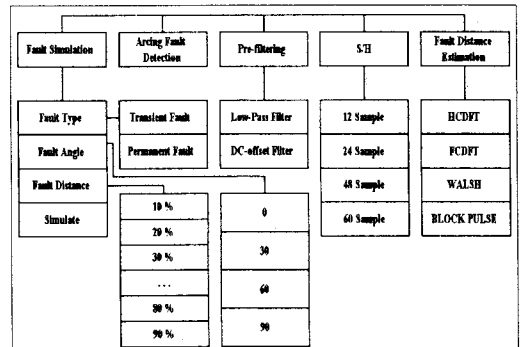 Fault Simulation
Arcing Fault
Detection
Pre-filtering
S/H
Fault Distance
Estimation
Fault Type
Fault Angle
Fault Distance
Simulate
Transient Fault
Permanent Fault
Low-Pass Filter
DC-offset Filter
12 Sample
24 Sample
48 Sample
60 Sample
HCDFT
FCDFT
WALSH
BLOCK PULSE
10 %
20 %
30 %
...
80 %
90 %
0
30
60
90